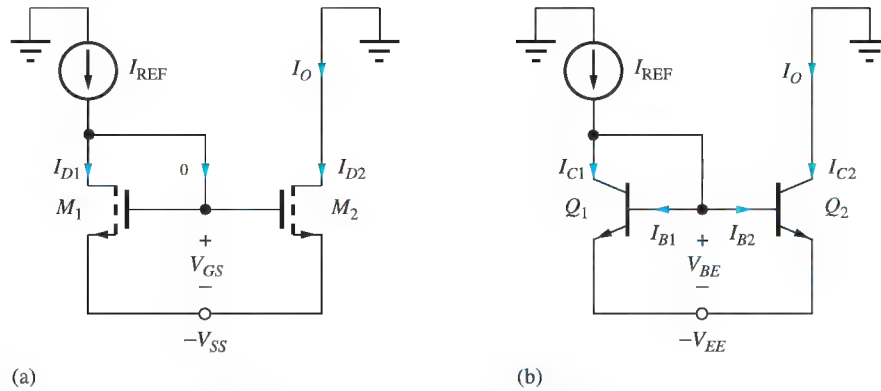 I_REF I_O I_REF I_O
I_D1 0 I_D2 I_C1 I_C2
M_1 M_2 Q_1 Q_2
I_B1 I_B2
+ +
V_GS V_BE
− −
−V_SS −V_EE
(a) (b)